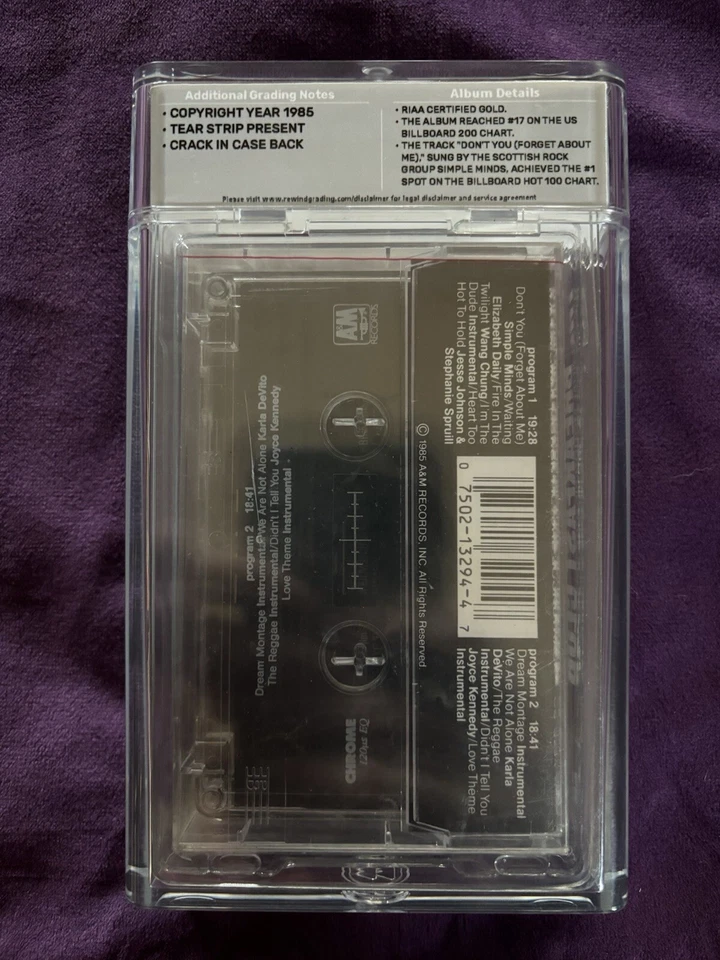 Additional Grading Notes
• COPYRIGHT YEAR 1985
• TEAR STRIP PRESENT
• CRACK IN CASE BACK
Album Details
• RIAA CERTIFIED GOLD.
• THE ALBUM REACHED #17 ON THE US
BILLBOARD 200 CHART.
• THE TRACK "DON'T YOU (FORGET ABOUT
ME)," SUNG BY THE SCOTTISH ROCK
GROUP SIMPLE MINDS, ACHIEVED THE #1
SPOT ON THE BILLBOARD HOT 100 CHART.
Please visit www.rewindgrading.com/disclaimer for legal disclaimer and service agreement
program 1 19:28
Don't You (Forget About Me)
Simple Minds/Waiting
Elizabeth Daily/Fire In The
Twilight Wang Chung/I'm The
Dude Instrumental/Heart Too
Hot To Hold Jesse Johnson &
Stephanie Spruill
0 7502-13294-4 7
program 2 18:41
Dream Montage Instrumental
We Are Not Alone Karla
DeVito/The Reggae
Instrumental/Didn't I Tell You
Joyce Kennedy/Love Theme
Instrumental
© 1985 A&M RECORDS, INC. All Rights Reserved
A&M
RECORDS
program 2 18:41
Dream Montage Instrumental/We Are Not Alone Karla DeVito
The Reggae Instrumental/Didn't I Tell You Joyce Kennedy
Love Theme Instrumental
CHROME
120µs EQ